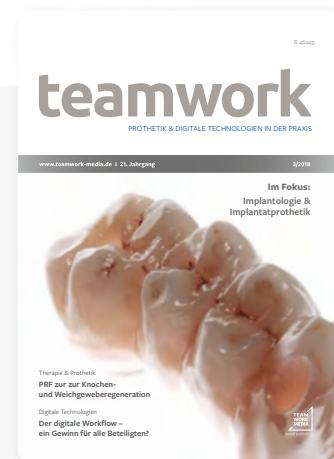 B 46049
teamwork
PROTHETIK & DIGITALE TECHNOLOGIEN IN DER PRAXIS
www.teamwork-media.de I 21. Jahrgang
3/2018
Im Fokus:
Implantologie &
Implantatprothetik
Therapie & Prothetik
PRF zur zur Knochen-
und Weichgeweberegeneration
Digitale Technologien
Der digitale Workflow –
ein Gewinn für alle Beteiligten?
TEAM
WORK
MEDIA